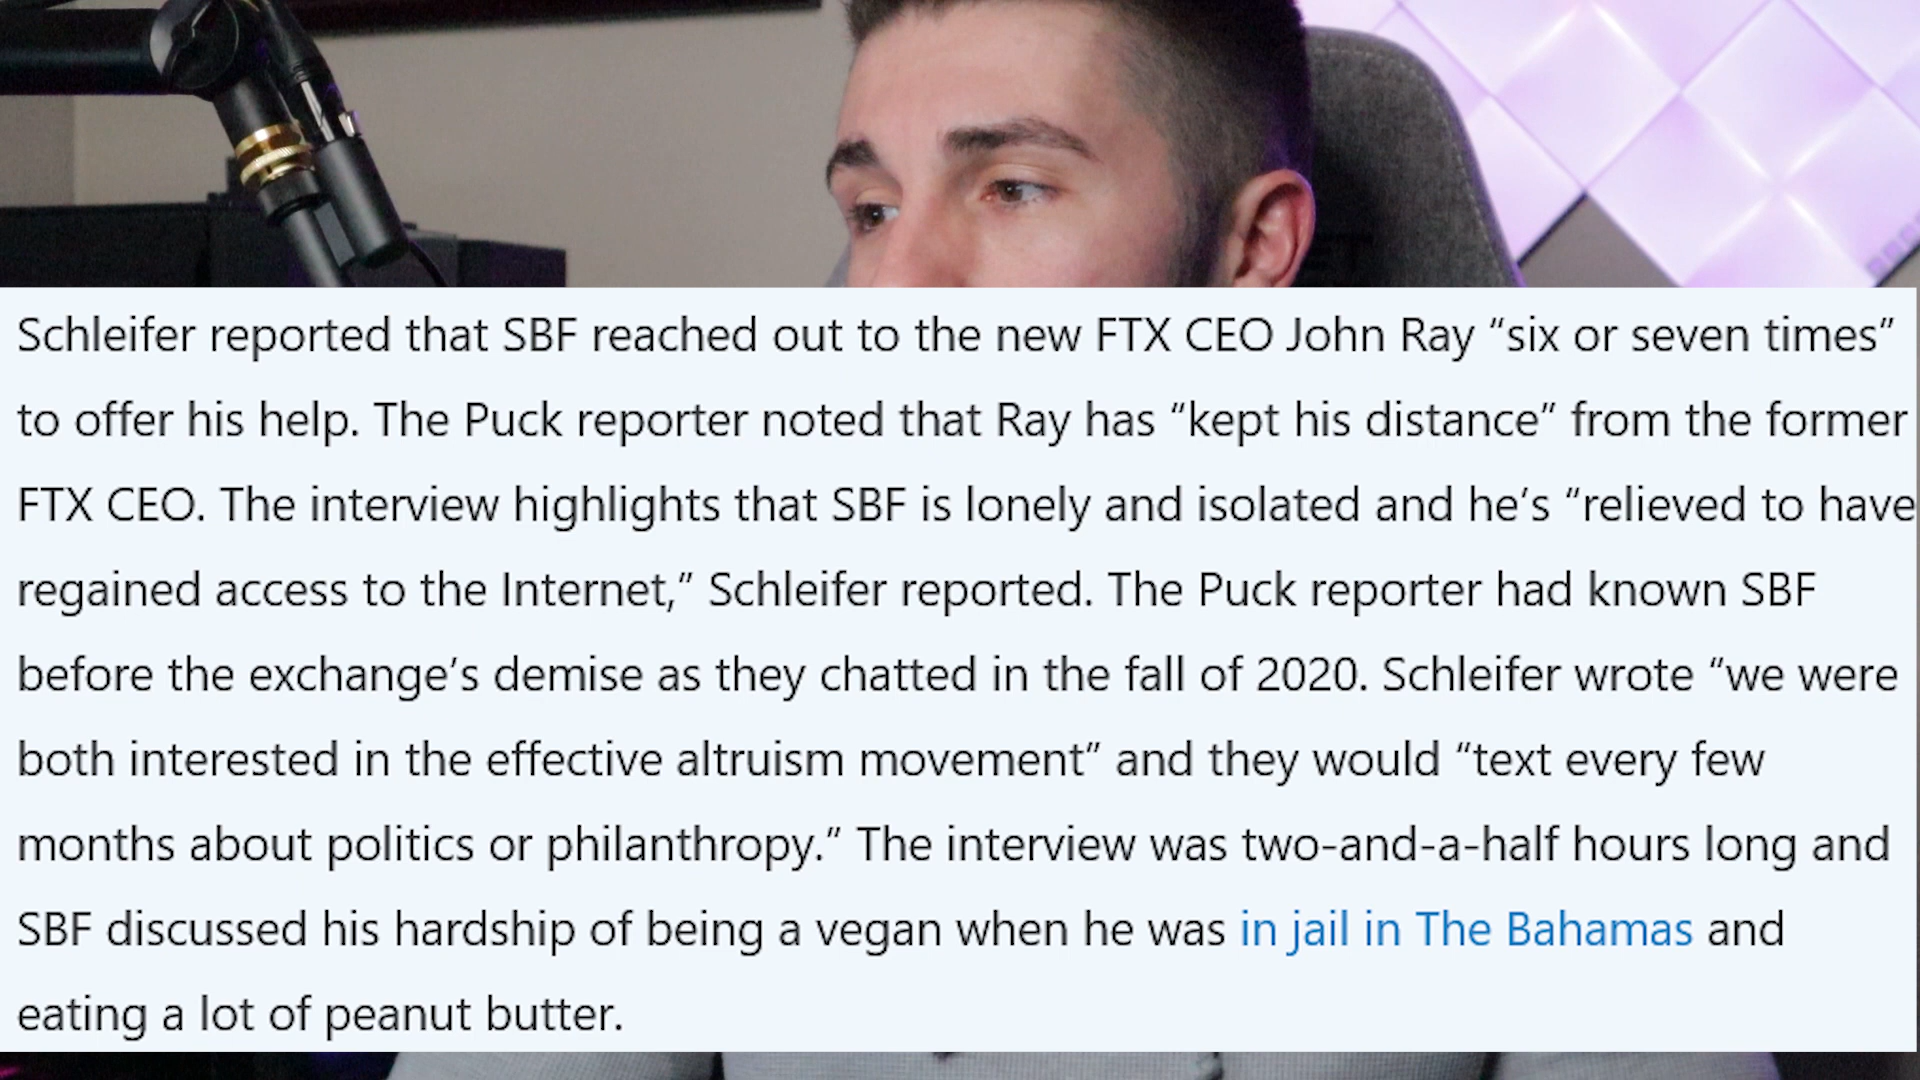 Schleifer reported that SBF reached out to the new FTX CEO John Ray “six or seven times”
to offer his help. The Puck reporter noted that Ray has “kept his distance” from the former
FTX CEO. The interview highlights that SBF is lonely and isolated and he’s “relieved to have
regained access to the Internet,” Schleifer reported. The Puck reporter had known SBF
before the exchange’s demise as they chatted in the fall of 2020. Schleifer wrote “we were
both interested in the effective altruism movement” and they would “text every few
months about politics or philanthropy.” The interview was two-and-a-half hours long and
SBF discussed his hardship of being a vegan when he was in jail in The Bahamas and
eating a lot of peanut butter.